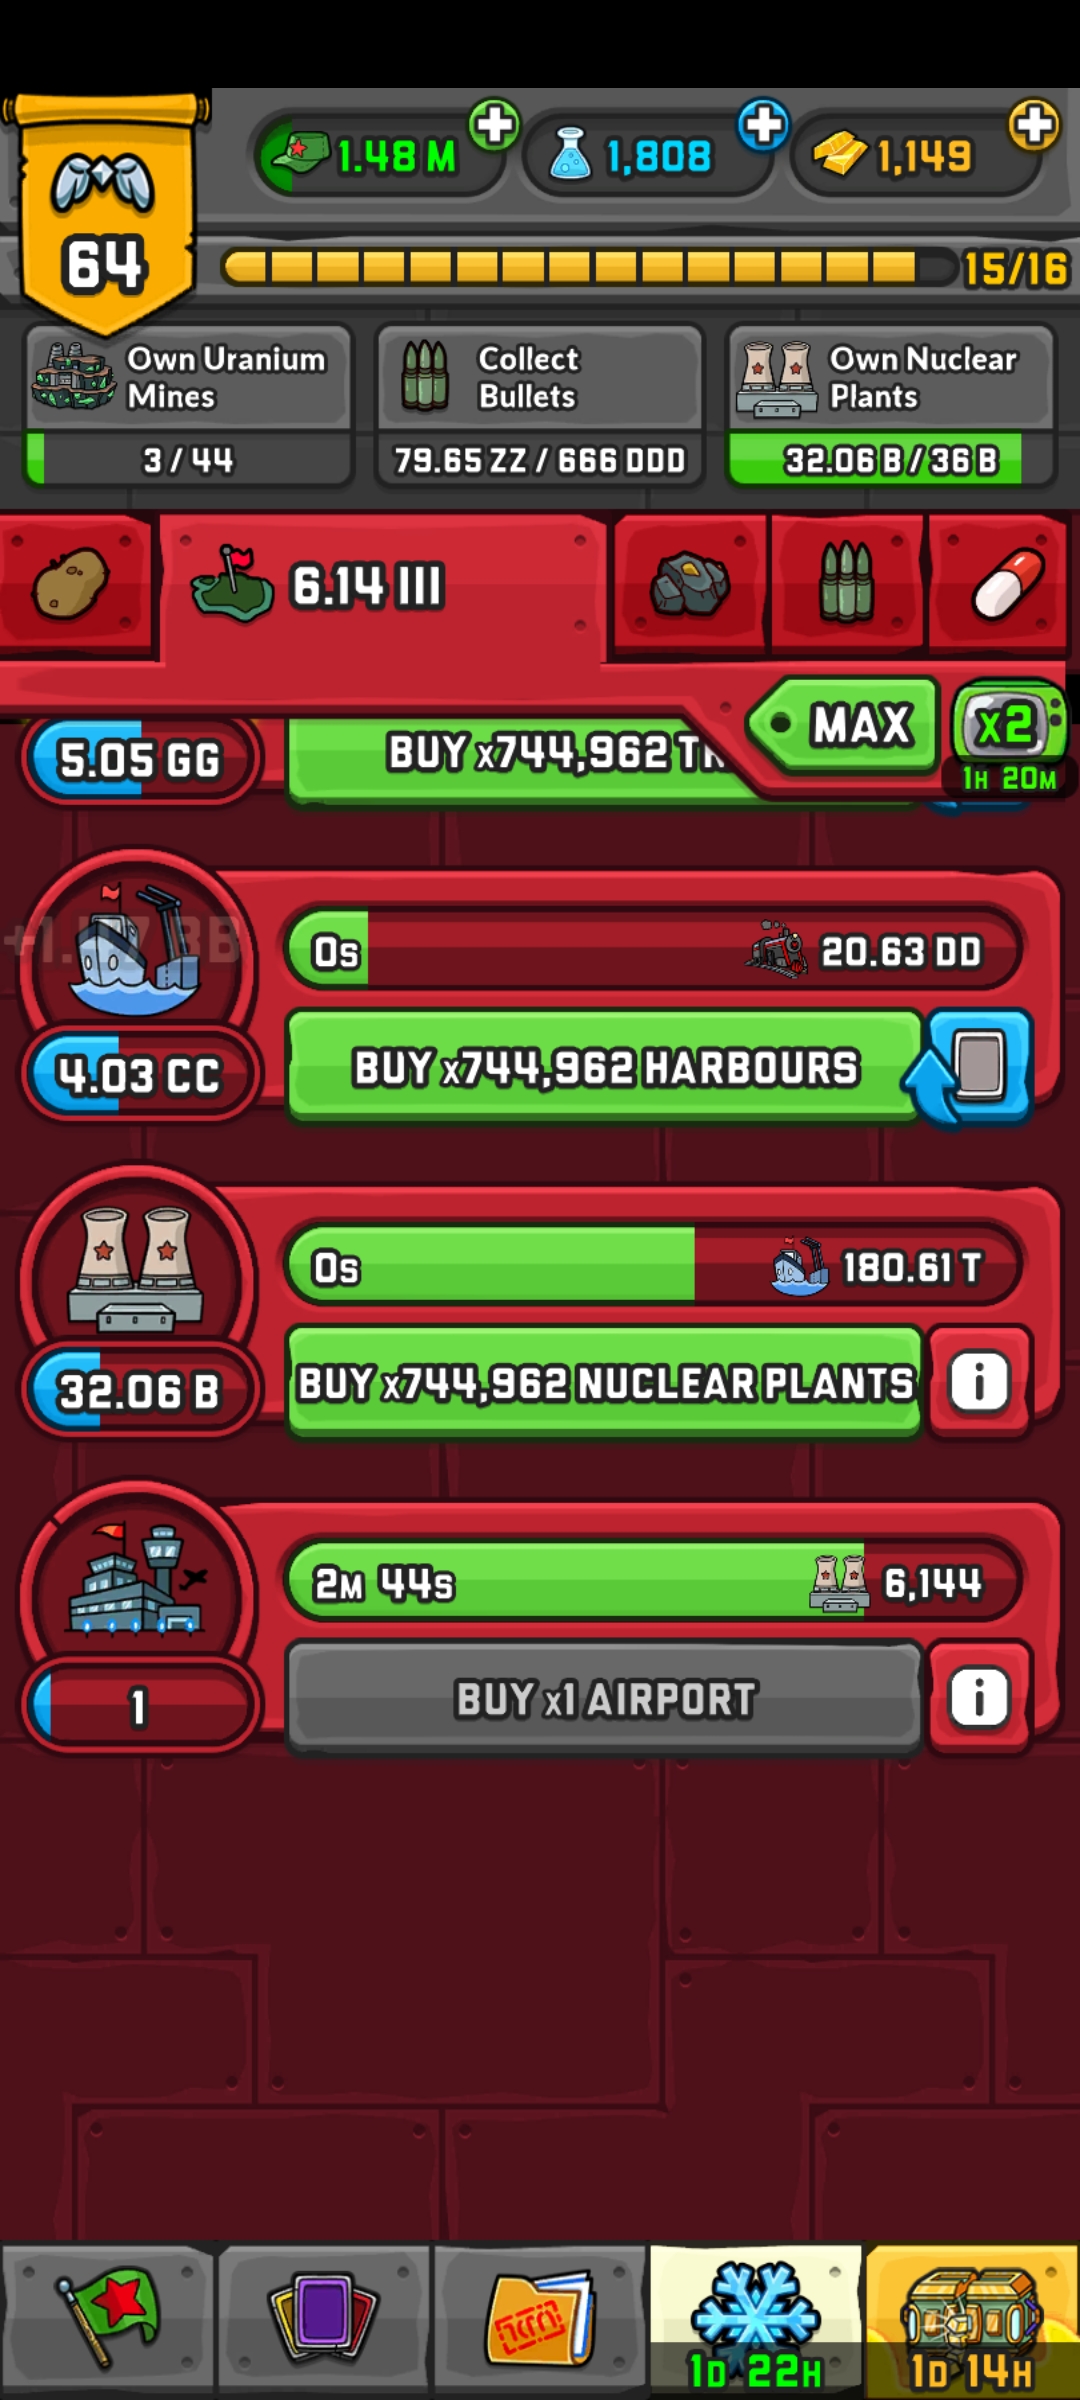 1.48 M
1,808
1,149
64
15/16
Own Uranium
Mines
3 / 44
Collect
Bullets
79.65 ZZ / 666 DDD
Own Nuclear
Plants
32.06 B / 36 B
6.14 III
MAX
X2
1H 20M
5.05 GG
BUY x744,962
0s
20.63 DD
4.03 CC
BUY x744,962 HARBOURS
0s
180.61 T
32.06 B
BUY x744,962 NUCLEAR PLANTS
i
2M 44s
6,144
1
BUY x1 AIRPORT
i
1D 22H
1D 14H